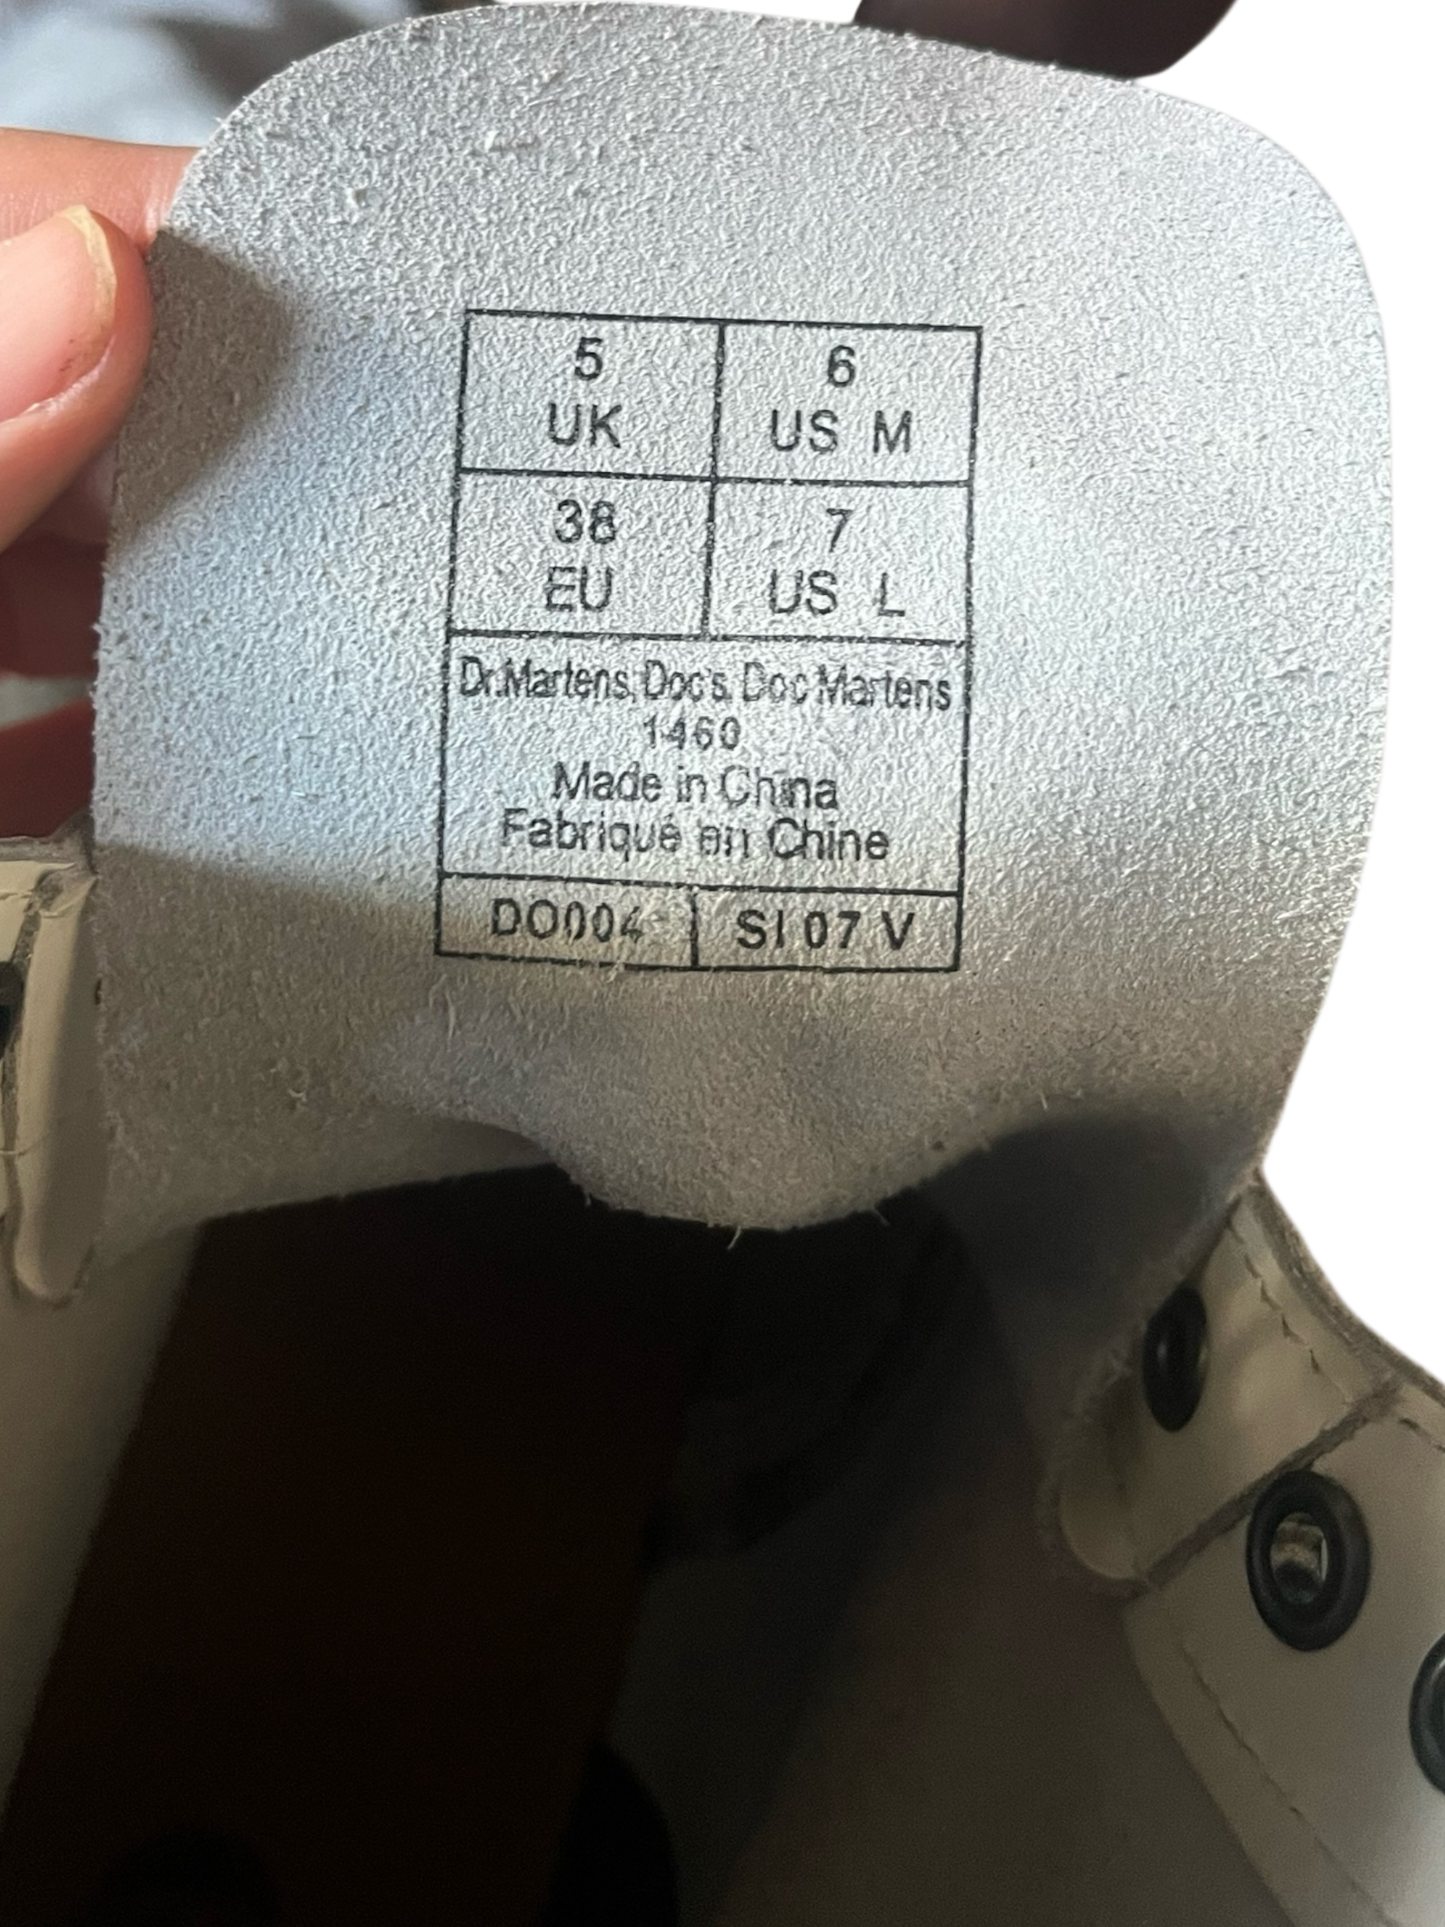 5
UK
6
US M
38
EU
7
US L
Dr.Martens, Doc's, Doc Martens
1460
Made in China
Fabriqué en Chine
DO004
SI 07 V